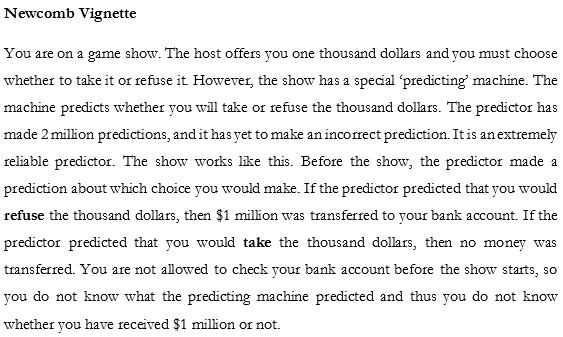 Newcomb Vignette
You are on a game show. The host offers you one thousand dollars and you must choose
whether to take it or refuse it. However, the show has a special ‘predicting’ machine. The
machine predicts whether you will take or refuse the thousand dollars. The predictor has
made 2 million predictions, and it has yet to make an incorrect prediction. It is an extremely
reliable predictor. The show works like this. Before the show, the predictor made a
prediction about which choice you would make. If the predictor predicted that you would
refuse the thousand dollars, then $1 million was transferred to your bank account. If the
predictor predicted that you would take the thousand dollars, then no money was
transferred. You are not allowed to check your bank account before the show starts, so
you do not know what the predicting machine predicted and thus you do not know
whether you have received $1 million or not.